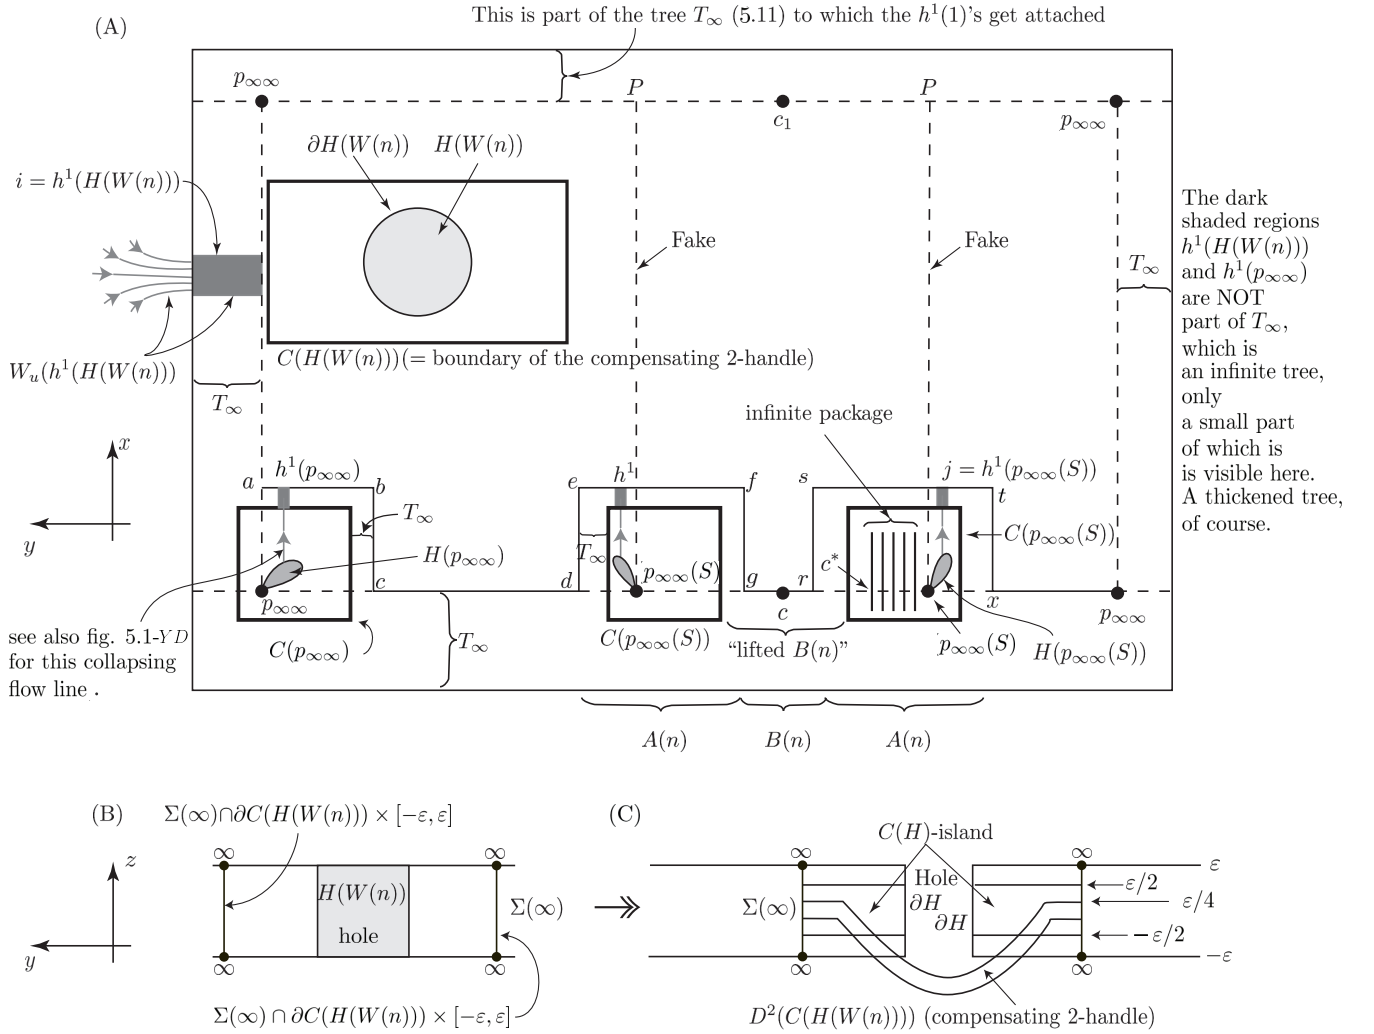 (A)
This is part of the tree T∞ (5.11) to which the h¹(1)'s get attached
p∞∞
P
P
c₁
p∞∞
∂H(W(n))
H(W(n))
i = h¹(H(W(n)))
Fake
Fake
The dark
shaded regions
h¹(H(W(n)))
and h¹(p∞∞)
are NOT
part of T∞,
which is
an infinite tree,
only
a small part
of which is
is visible here.
A thickened tree,
of course.
T∞
C(H(W(n)))(= boundary of the compensating 2-handle)
Wᵤ(h¹(H(W(n)))
T∞
infinite package
x
y
a
h¹(p∞∞)
b
e
h¹
f
s
j = h¹(p∞∞(S))
t
T∞
C(p∞∞(S))
H(p∞∞)
T∞
p∞∞(S)
c*
p∞∞
c
d
g
r
c
x
p∞∞
see also fig. 5.1-YD
for this collapsing
flow line .
C(p∞∞)
T∞
C(p∞∞(S))
"lifted B(n)"
p∞∞(S)
H(p∞∞(S))
A(n)
B(n)
A(n)
(B)
Σ(∞)∩∂C(H(W(n))) × [−ε, ε]
z
y
∞
∞
H(W(n))
hole
Σ(∞)
∞
∞
Σ(∞) ∩ ∂C(H(W(n))) × [−ε, ε]
(C)
C(H)-island
∞
∞
ε
Hole
ε/2
Σ(∞)
∂H
ε/4
∂H
−ε/2
−ε
∞
∞
D²(C(H(W(n)))) (compensating 2-handle)